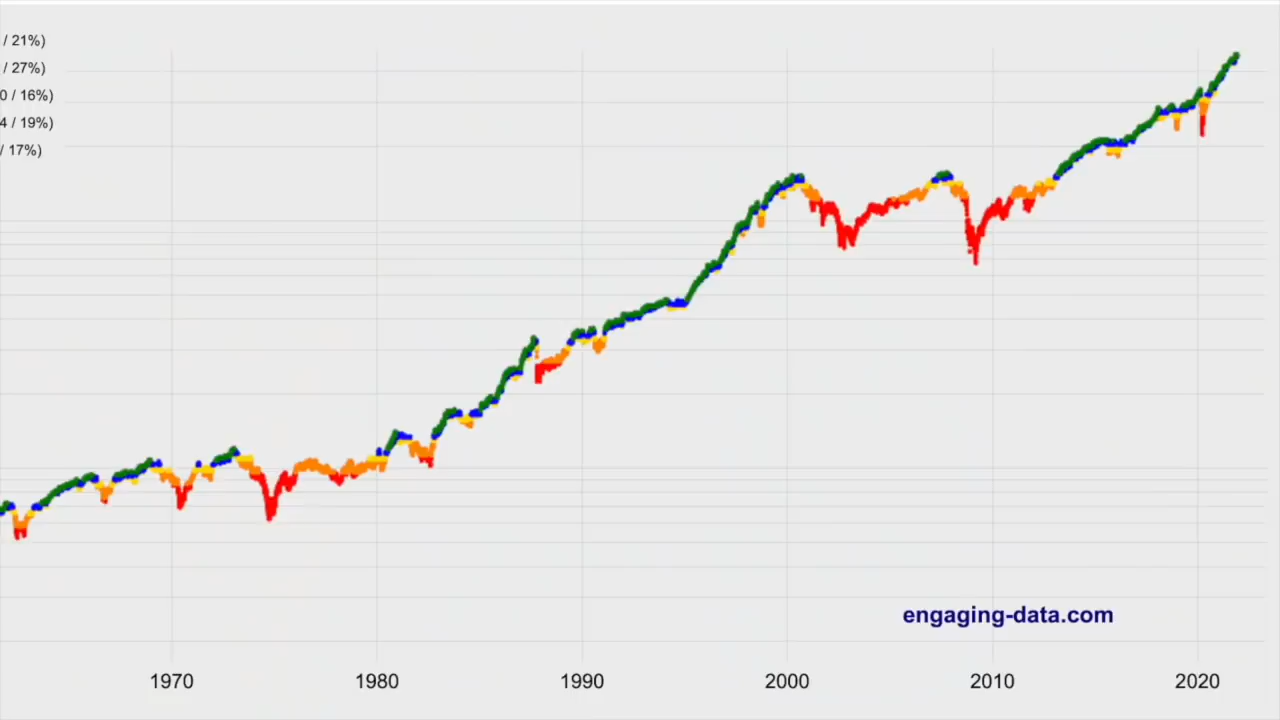 / 21%)
/ 27%)
0 / 16%)
4 / 19%)
/ 17%)
engaging-data.com
1970 1980 1990 2000 2010 2020